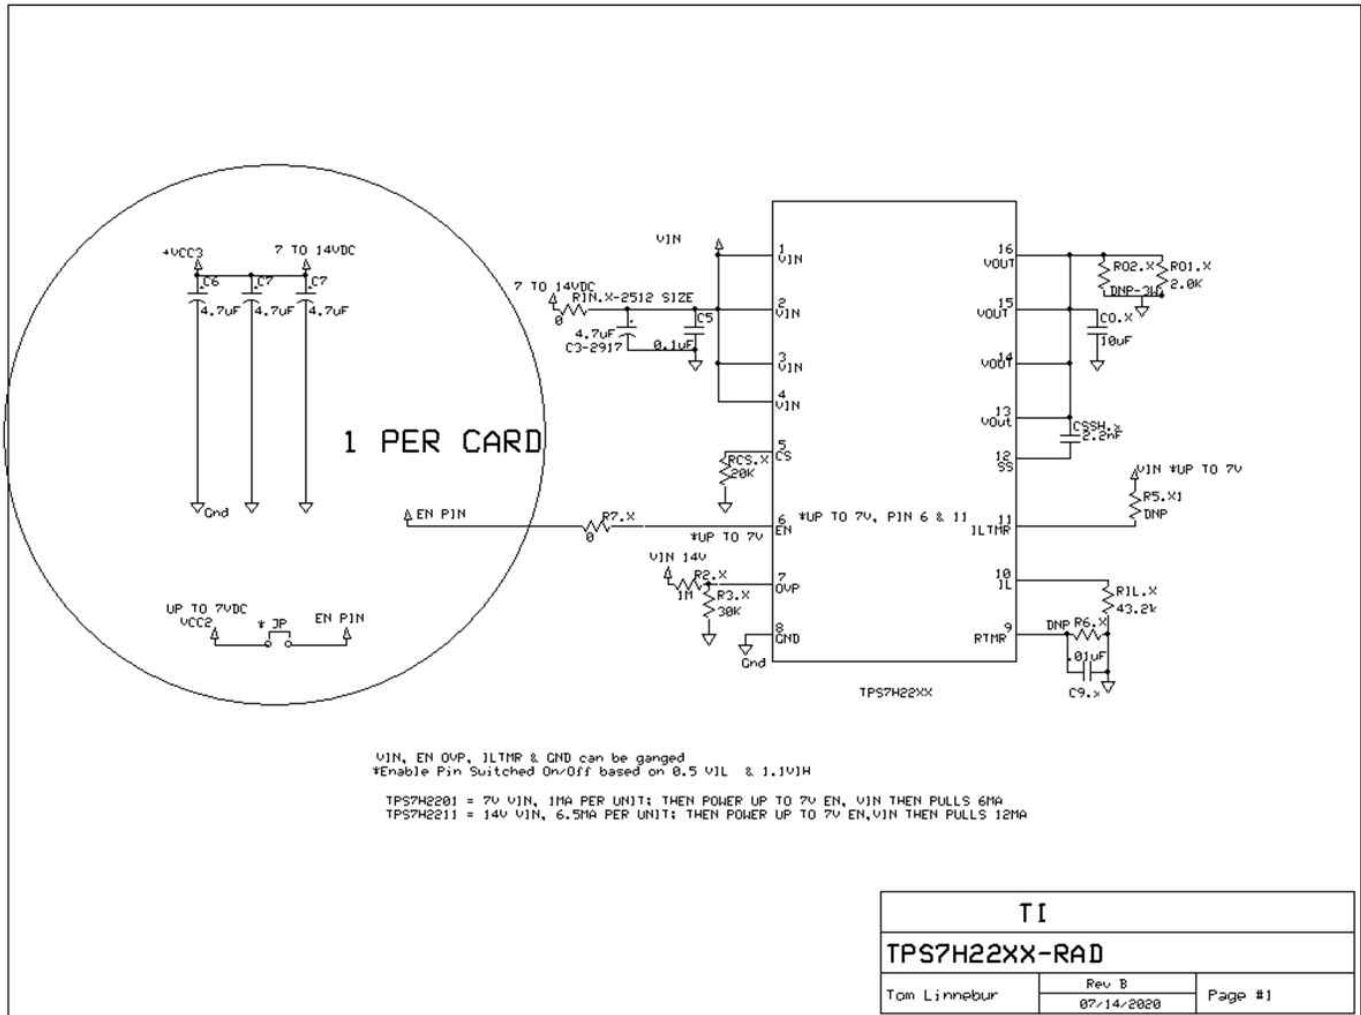 +VCC3
7 TO 14VDC
C6
C7
C7
4.7uF
4.7uF
4.7uF
Gnd
1 PER CARD
EN PIN
UP TO 7VDC
VCC2
* JP
EN PIN
VIN
7 TO 14VDC
RIN.X-2512 SIZE
0
4.7uF
C3-2917
C5
0.1uF
RCS.X
20K
R7.X
0
*UP TO 7V
VIN 14V
R2.X
1M
R3.X
30K
Gnd
1
VIN
2
VIN
3
VIN
4
VIN
5
CS
6
EN
*UP TO 7V, PIN 6 & 11
7
OVP
8
GND
16
VOUT
15
VOUT
14
VOUT
13
VOut
12
SS
11
ILTMR
10
IL
9
RTMR
TPS7H22XX
RO2.X
DNP-3W
RO1.X
2.0K
CO.X
10uF
CSSH.X
2.2nF
VIN *UP TO 7V
R5.X1
DNP
RIL.X
43.2k
DNP R6.X
.01uF
C9.x
VIN, EN OVP, ILTMR & GND can be ganged
*Enable Pin Switched On/Off based on 0.5 VIL & 1.1VIH
TPS7H2201 = 7V VIN, 1MA PER UNIT; THEN POWER UP TO 7V EN, VIN THEN PULLS 6MA
TPS7H2211 = 14V VIN, 6.5MA PER UNIT; THEN POWER UP TO 7V EN,VIN THEN PULLS 12MA
TI
TPS7H22XX-RAD
Tom Linnebur
Rev B
07/14/2020
Page #1